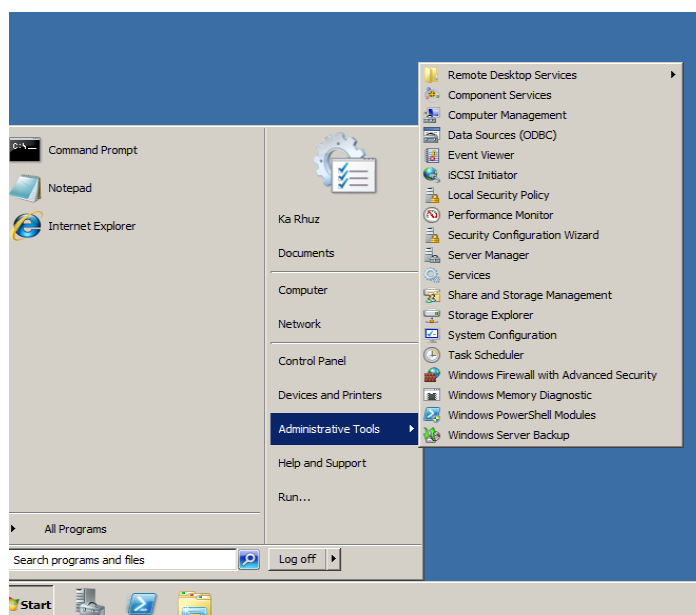 Command Prompt
Notepad
Internet Explorer
All Programs
Search programs and files
Ka Rhuz
Documents
Computer
Network
Control Panel
Devices and Printers
Administrative Tools
Help and Support
Run...
Log off
Remote Desktop Services
Component Services
Computer Management
Data Sources (ODBC)
Event Viewer
iSCSI Initiator
Local Security Policy
Performance Monitor
Security Configuration Wizard
Server Manager
Services
Share and Storage Management
Storage Explorer
System Configuration
Task Scheduler
Windows Firewall with Advanced Security
Windows Memory Diagnostic
Windows PowerShell Modules
Windows Server Backup
Start